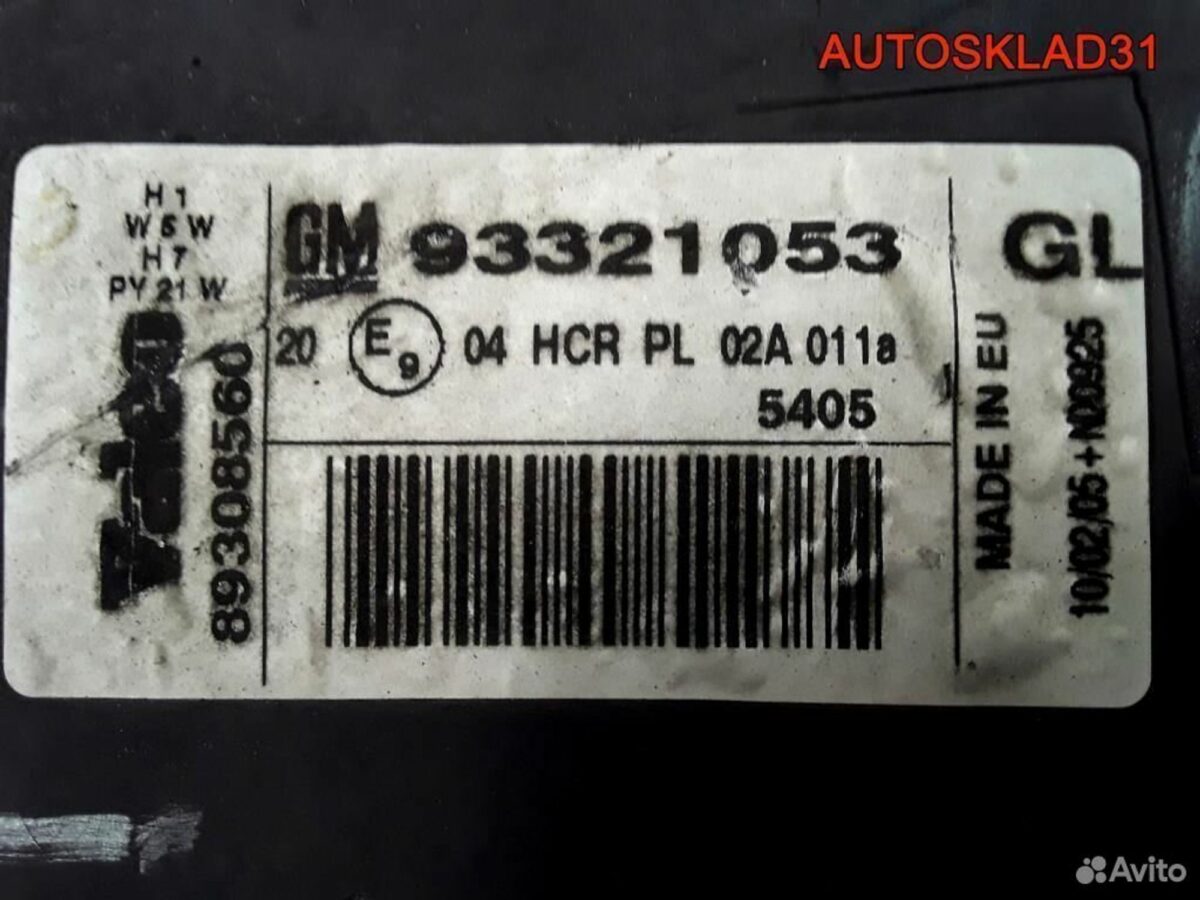 AUTOSKLAD31
H1
W5W
H7
PY21W
GM 93321053
GL
20 E9 04 HCR PL 02A 011a
5405
Valeo
89308560
MADE IN EU
10/02/05+N00925
Avito